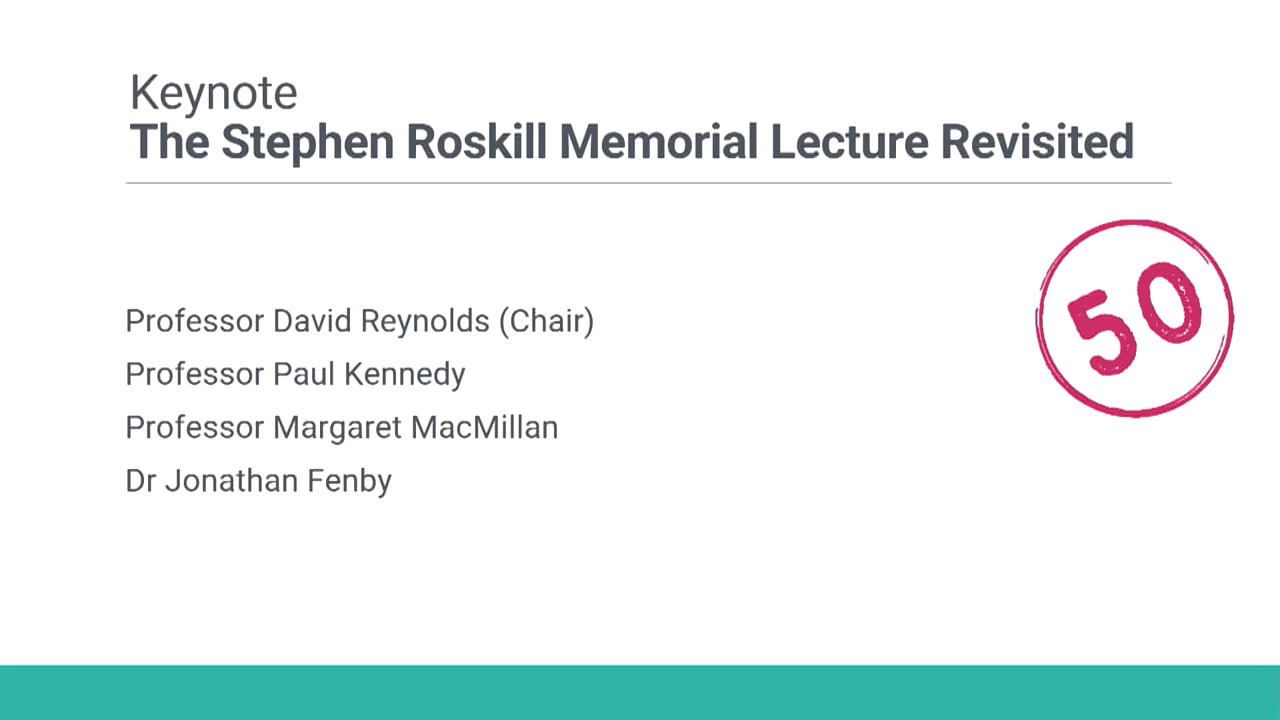 Keynote
The Stephen Roskill Memorial Lecture Revisited
50
Professor David Reynolds (Chair)
Professor Paul Kennedy
Professor Margaret MacMillan
Dr Jonathan Fenby